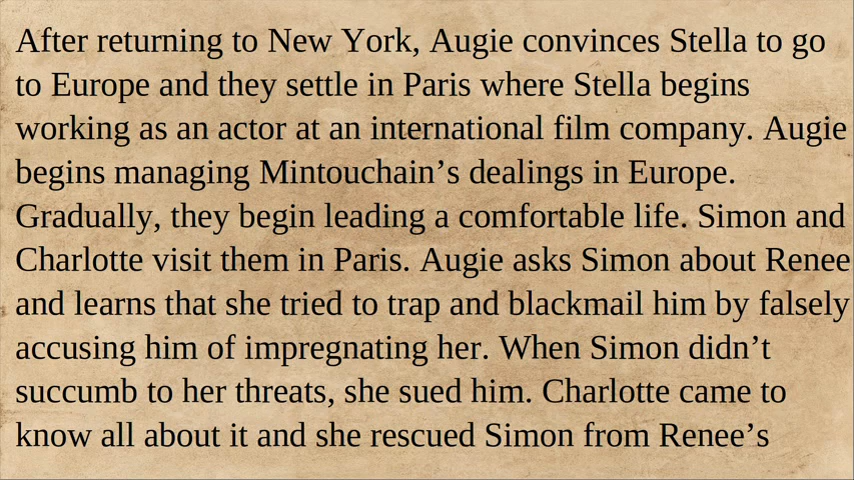 After returning to New York, Augie convinces Stella to go
to Europe and they settle in Paris where Stella begins
working as an actor at an international film company. Augie
begins managing Mintouchain’s dealings in Europe.
Gradually, they begin leading a comfortable life. Simon and
Charlotte visit them in Paris. Augie asks Simon about Renee
and learns that she tried to trap and blackmail him by falsely
accusing him of impregnating her. When Simon didn’t
succumb to her threats, she sued him. Charlotte came to
know all about it and she rescued Simon from Renee’s